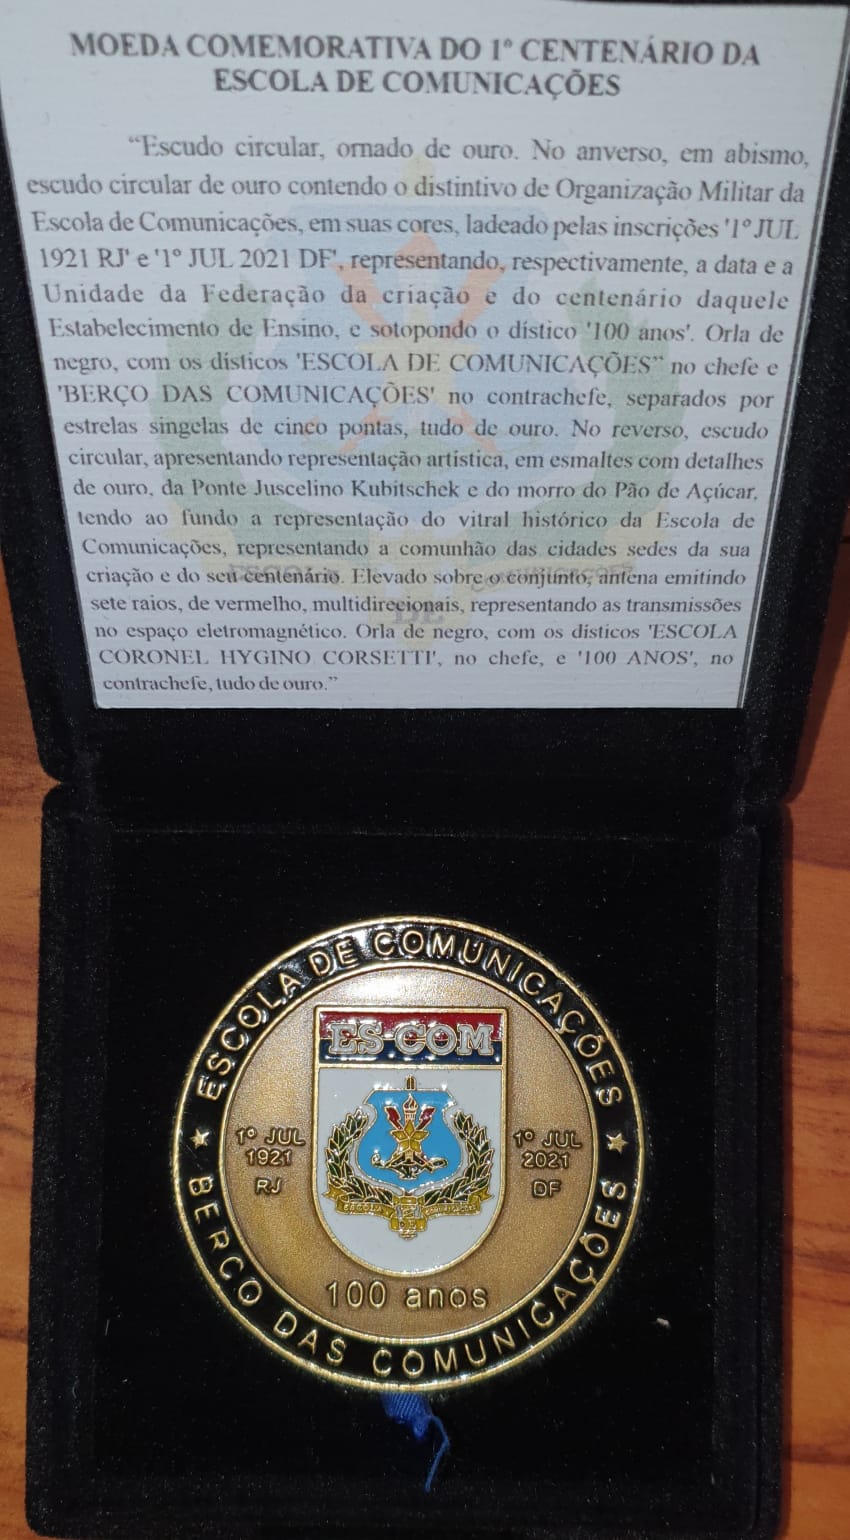 MOEDA COMEMORATIVA DO 1º CENTENÁRIO DA
ESCOLA DE COMUNICAÇÕES
“Escudo circular, ornado de ouro. No anverso, em abismo,
escudo circular de ouro contendo o distintivo de Organização Militar da
Escola de Comunicações, em suas cores, ladeado pelas inscrições '1º JUL
1921 RJ' e '1º JUL 2021 DF', representando, respectivamente, a data e a
Unidade da Federação da criação e do centenário daquele
Estabelecimento de Ensino, e sotopondo o dístico '100 anos'. Orla de
negro, com os dísticos 'ESCOLA DE COMUNICAÇÕES” no chefe e
'BERÇO DAS COMUNICAÇÕES' no contrachefe, separados por
estrelas singelas de cinco pontas, tudo de ouro. No reverso, escudo
circular, apresentando representação artística, em esmaltes com detalhes
de ouro, da Ponte Juscelino Kubitschek e do morro do Pão de Açúcar,
tendo ao fundo a representação do vitral histórico da Escola de
Comunicações, representando a comunhão das cidades sedes da sua
criação e do seu centenário. Elevado sobre o conjunto, antena emitindo
sete raios, de vermelho, multidirecionais, representando as transmissões
no espaço eletromagnético. Orla de negro, com os dísticos 'ESCOLA
CORONEL HYGINO CORSETTI', no chefe, e '100 ANOS', no
contrachefe, tudo de ouro.”
ESCOLA DE COMUNICAÇÕES
ES COM
1º JUL
1921
RJ
1º JUL
2021
DF
ESCOLA DE COMUNICAÇÕES
100 anos
BERÇO DAS COMUNICAÇÕES